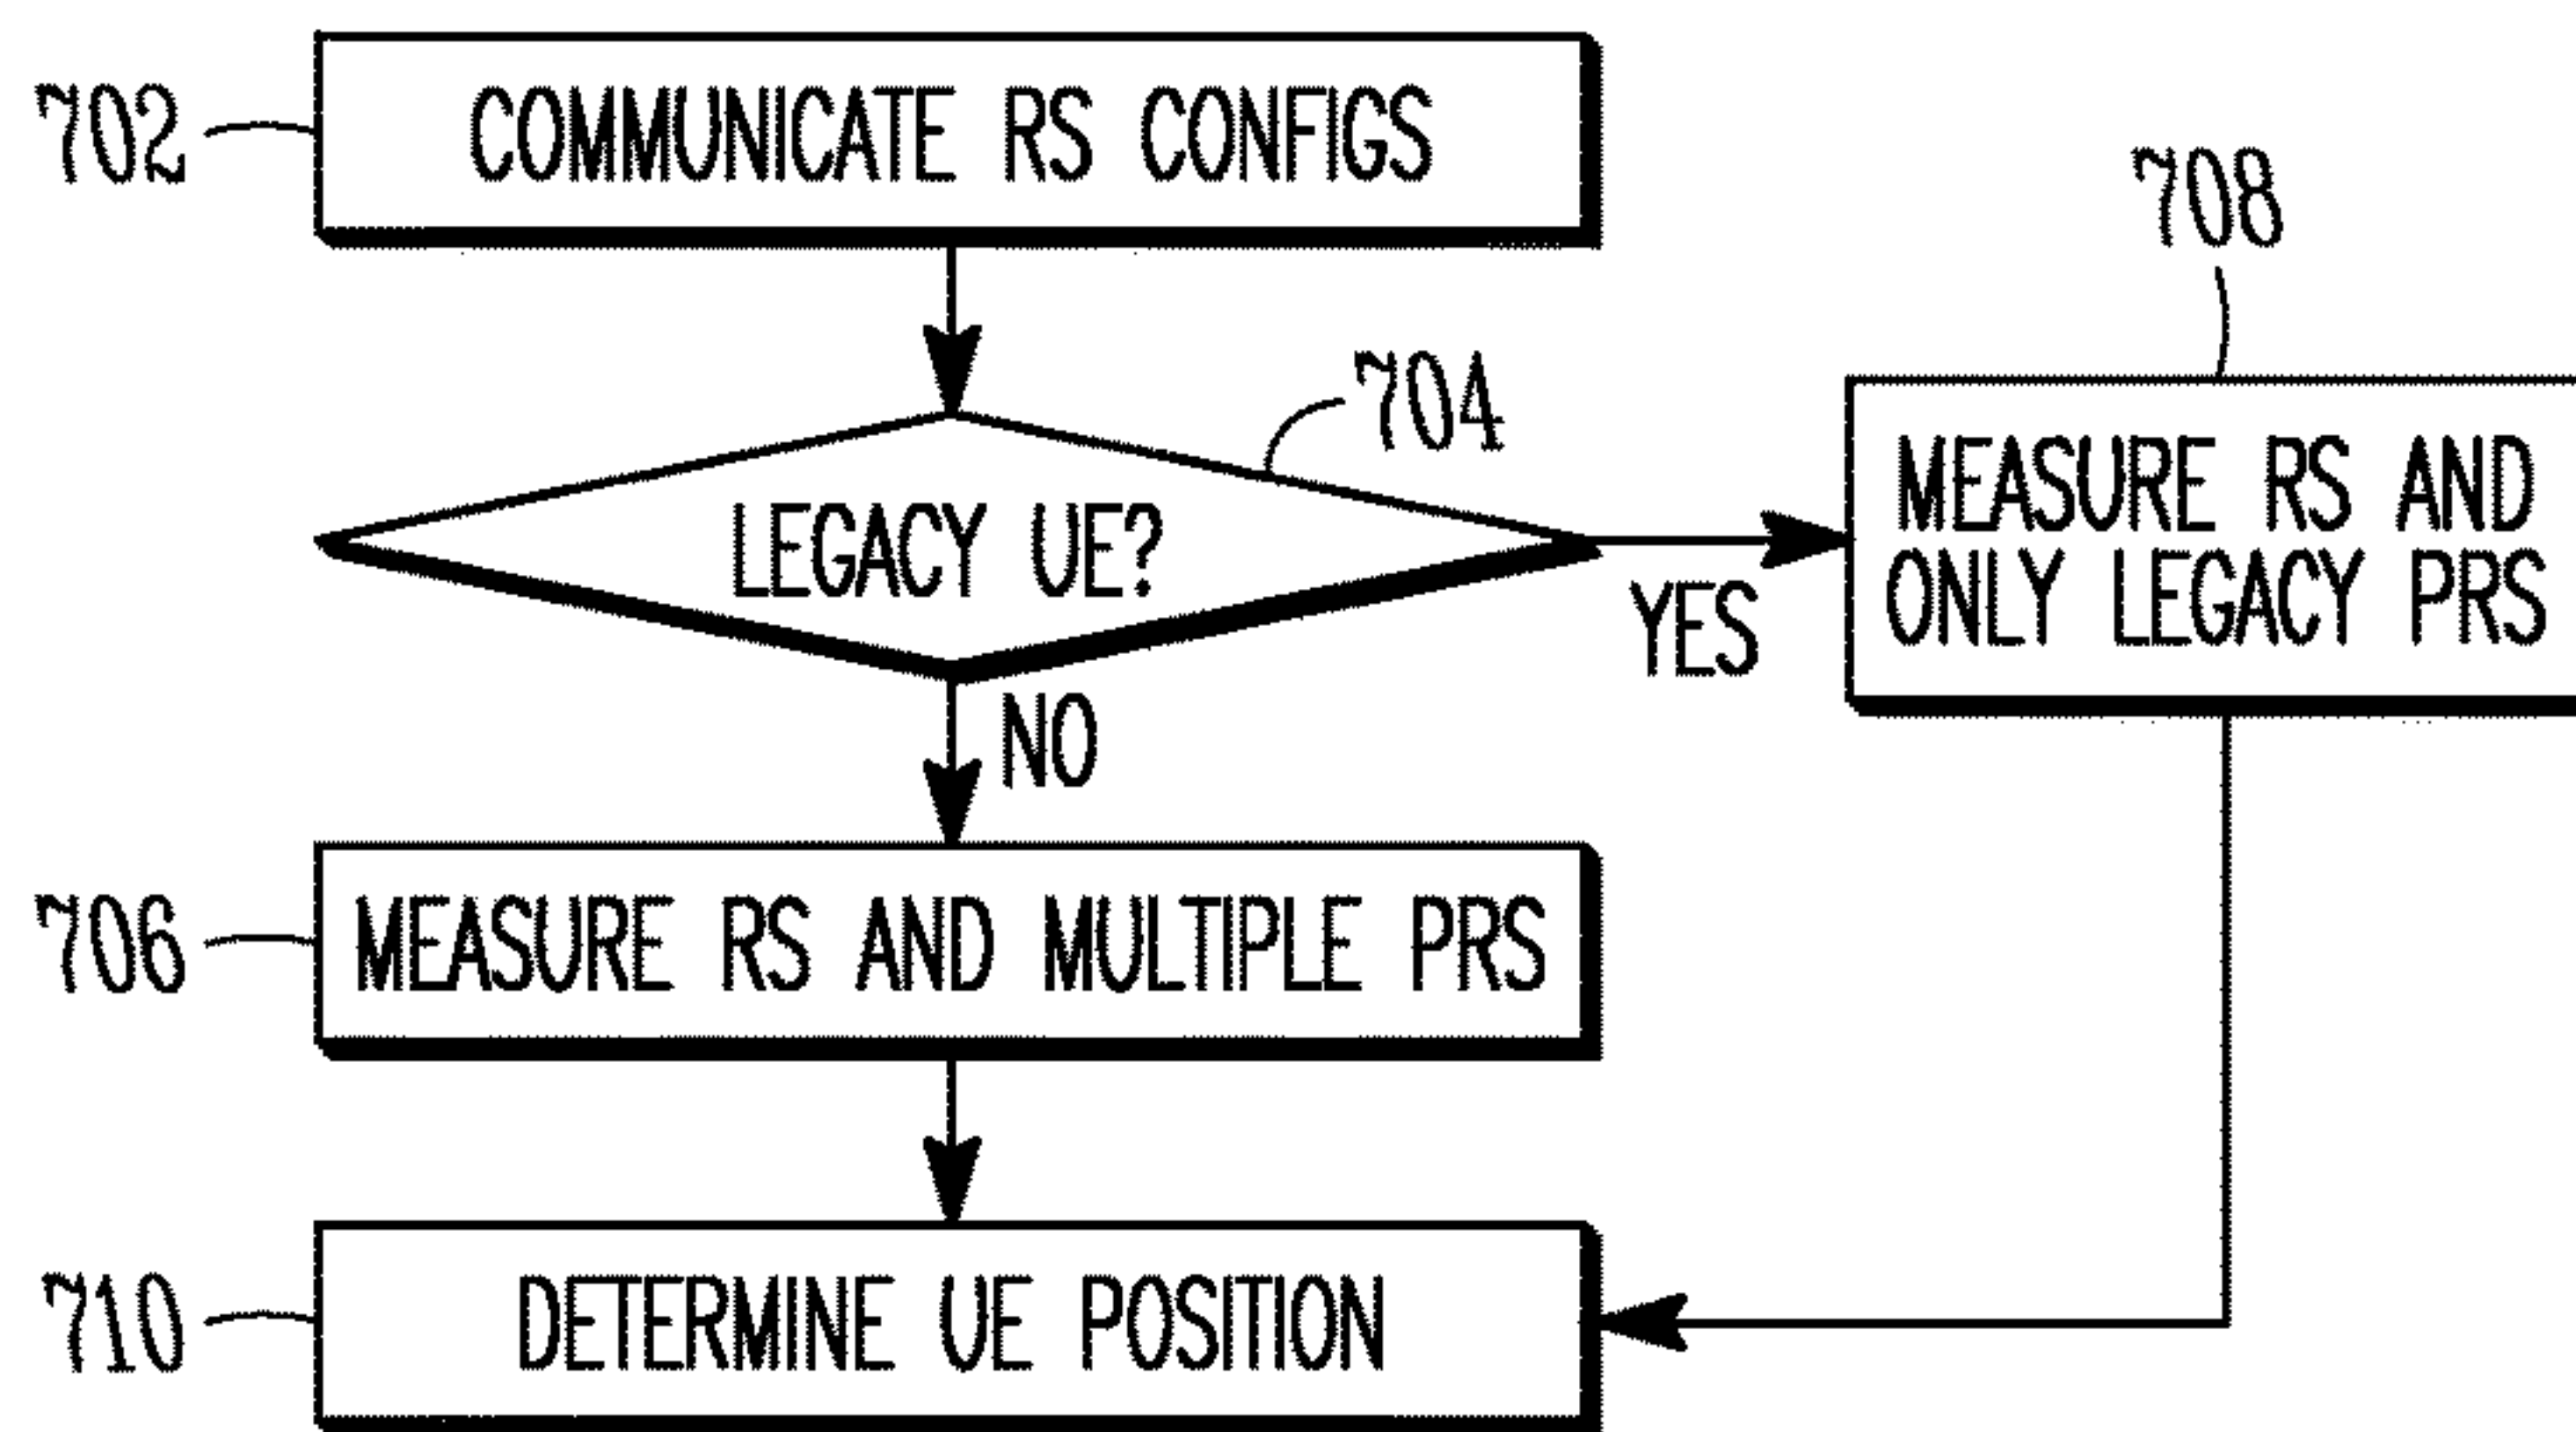 702
COMMUNICATE RS CONFIGS
708
704
LEGACY UE?
YES
MEASURE RS AND
ONLY LEGACY PRS
NO
706
MEASURE RS AND MULTIPLE PRS
710
DETERMINE UE POSITION